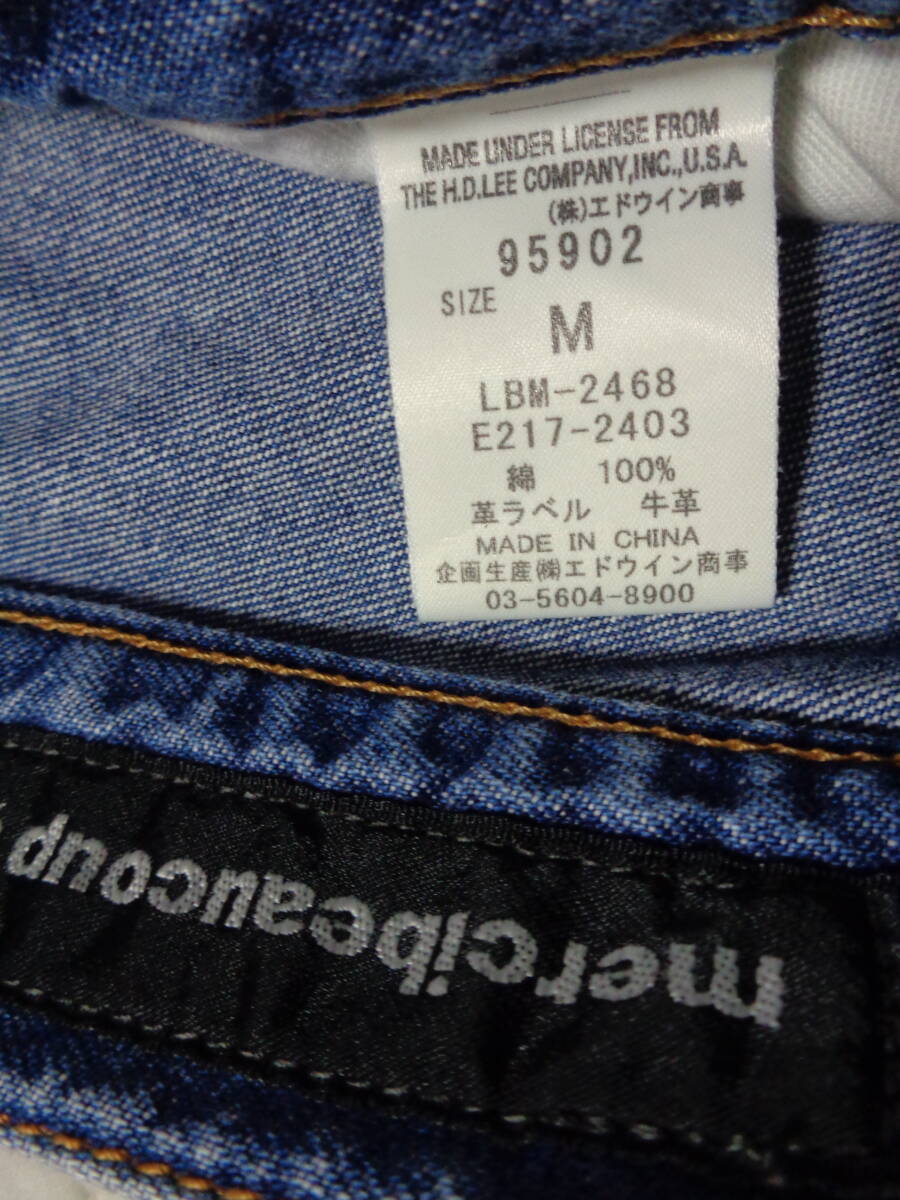 MADE UNDER LICENSE FROM
THE H.D.LEE COMPANY,INC.,U.S.A.
(株)エドウイン商事
95902
SIZE
M
LBM-2468
E217-2403
綿 100%
革ラベル 牛革
MADE IN CHINA
企画生産㈱エドウイン商事
03-5604-8900
mercibeaucoup